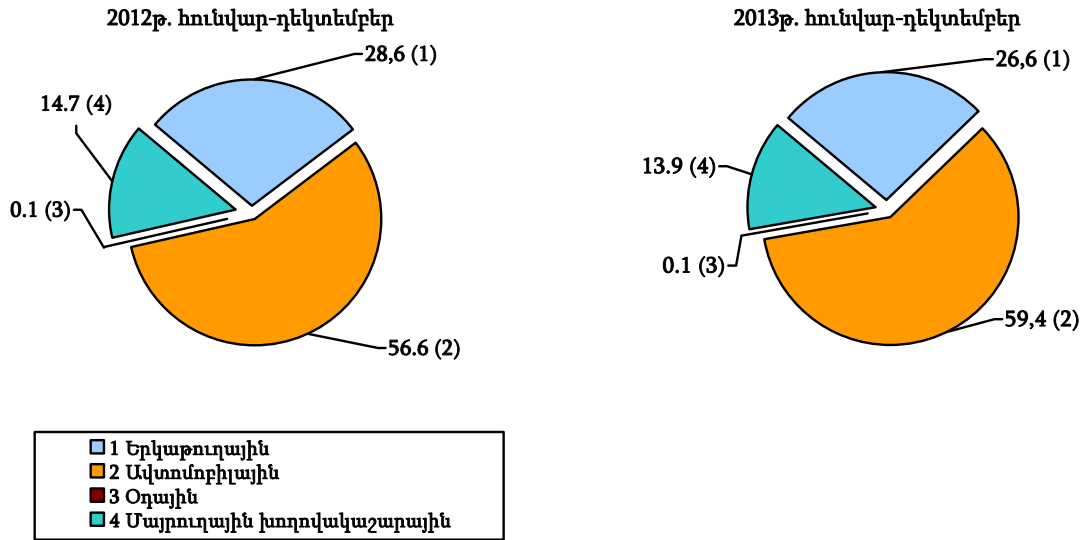 2012թ. հունվար-դեկտեմբեր
28,6 (1)
14.7 (4)
0.1 (3)
56.6 (2)
2013թ. հունվար-դեկտեմբեր
26,6 (1)
13.9 (4)
0.1 (3)
59,4 (2)
1 Երկաթուղային
2 Ավտոմոբիլային
3 Օդային
4 Մայրուղային խողովակաշարային